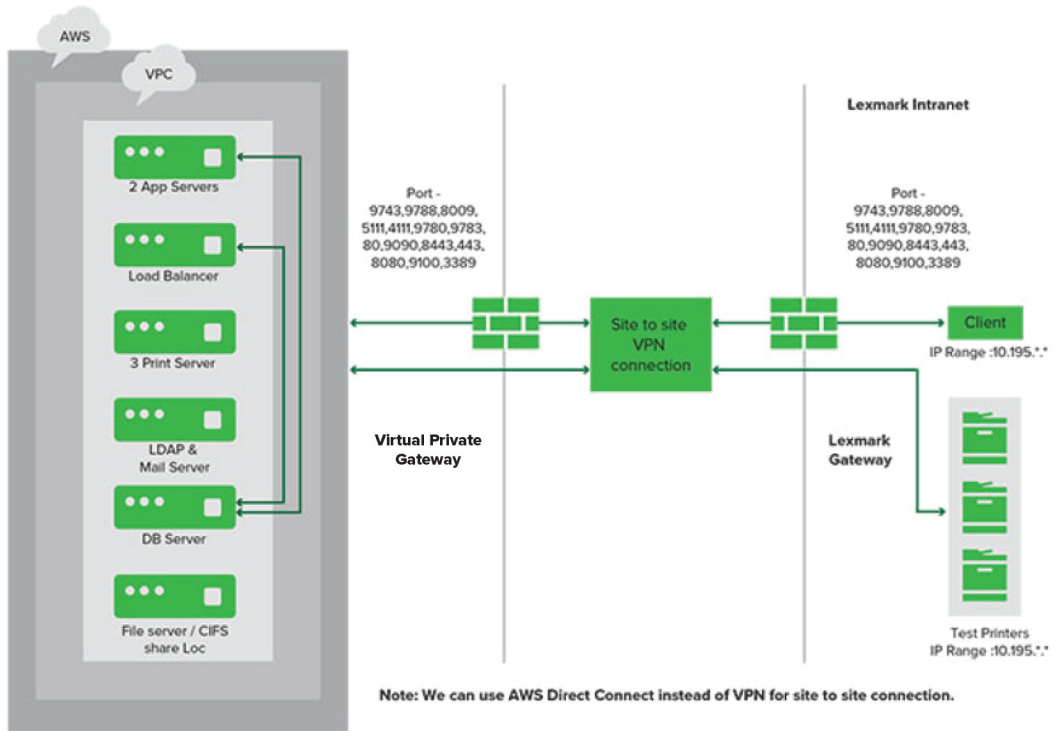 AWS
VPC
2 App Servers
Load Balancer
3 Print Server
LDAP &
Mail Server
DB Server
File server / CIFS
share Loc
Port -
9743,9788,8009,
5111,4111,9780,9783,
80,9090,8443,443,
8080,9100,3389
Virtual Private
Gateway
Site to site
VPN
connection
Lexmark Intranet
Port -
9743,9788,8009,
5111,4111,9780,9783,
80,9090,8443,443,
8080,9100,3389
Client
IP Range :10.195.*.*
Lexmark
Gateway
Test Printers
IP Range :10.195.*.*
Note: We can use AWS Direct Connect instead of VPN for site to site connection.